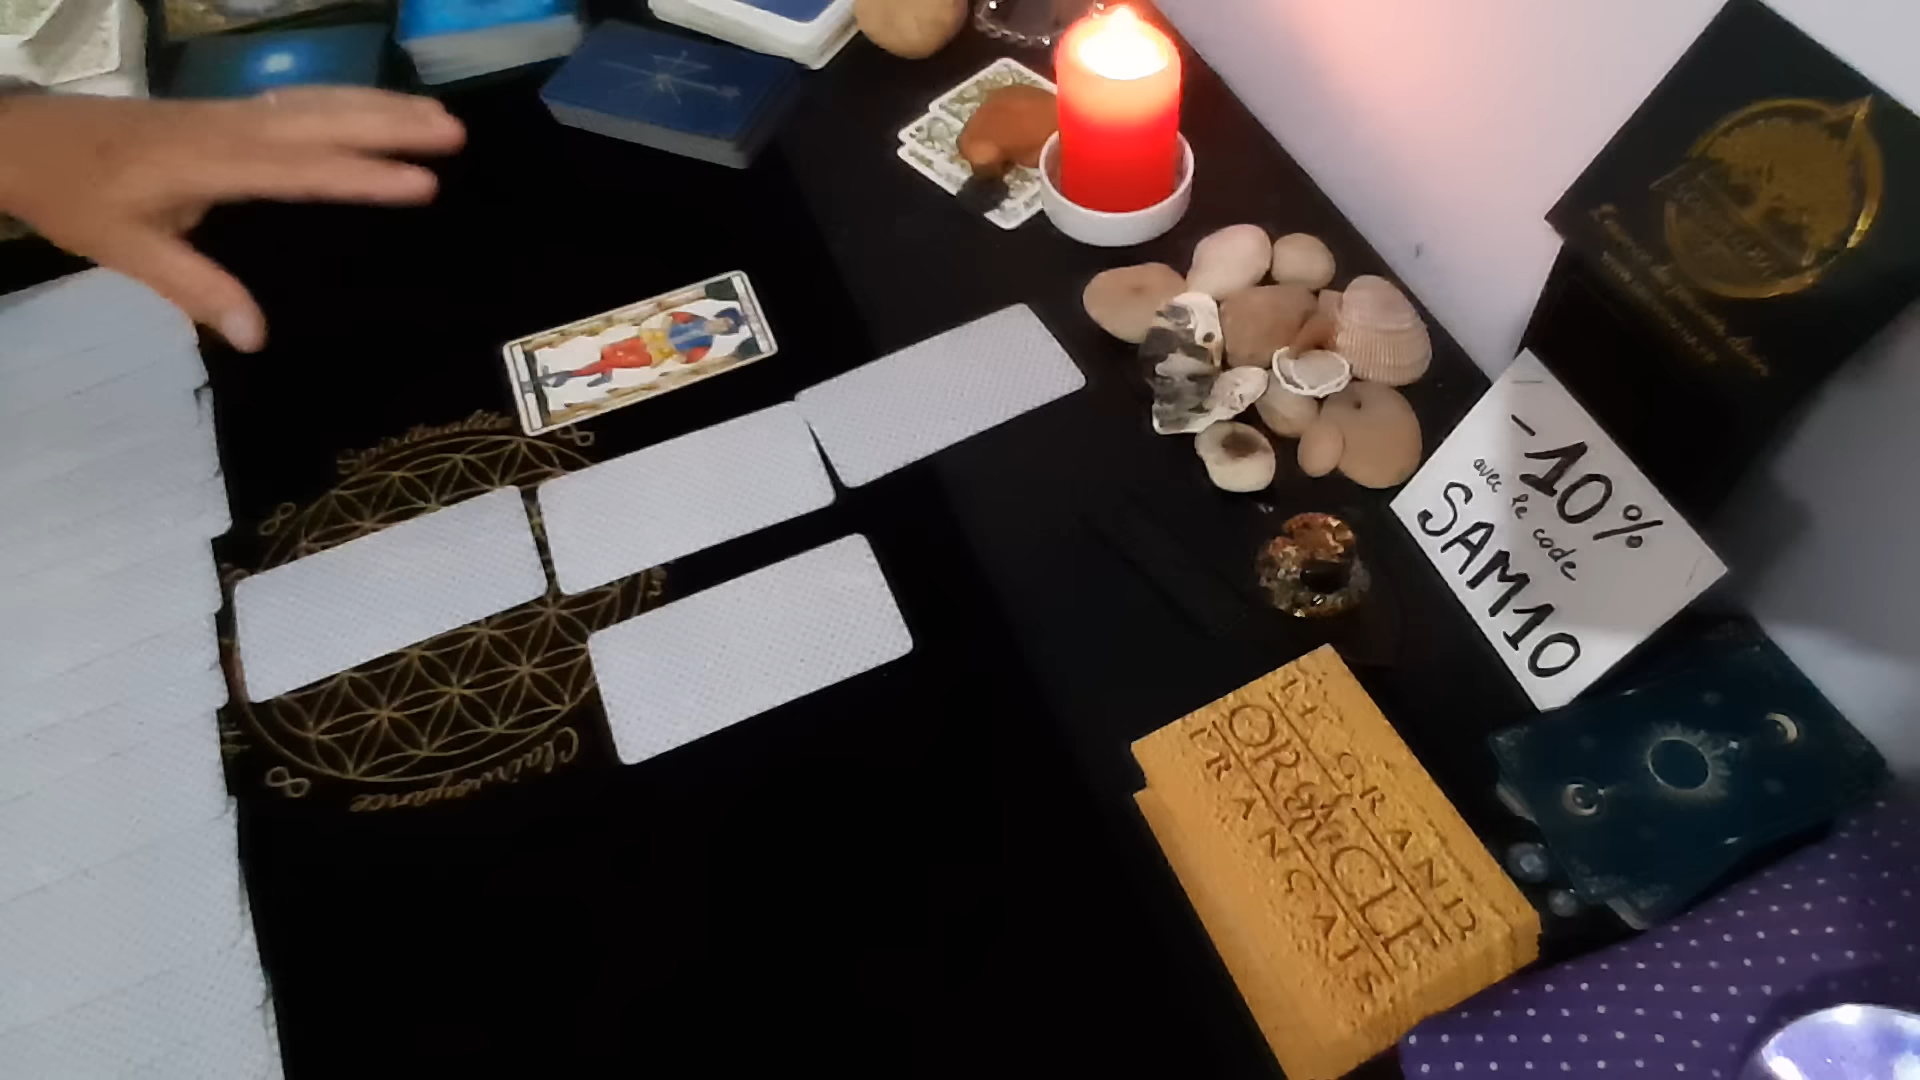 Spiritualité
Clairvoyance
-10%
avec le code
SAM10
LE GRAND
ORACLE
FRANÇAIS